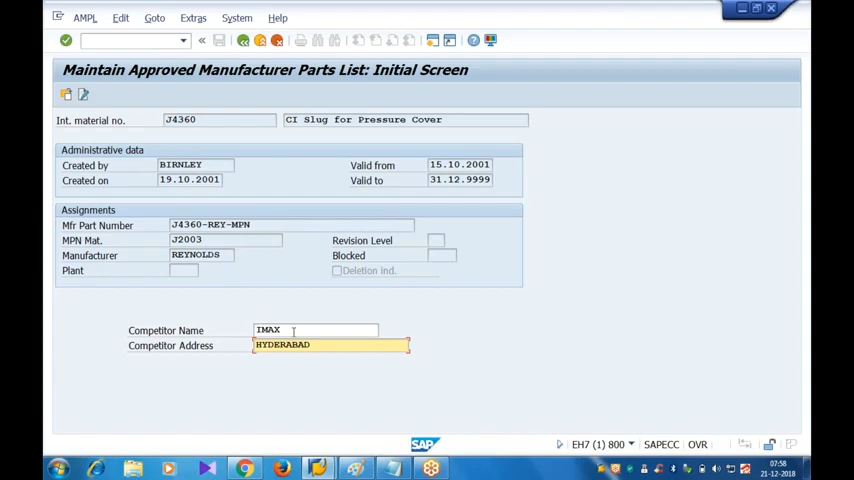 AMPL Edit Goto Extras System Help
Maintain Approved Manufacturer Parts List: Initial Screen
Int. material no. J4360 CI Slug for Pressure Cover
Administrative data
Created by BIRNLEY Valid from 15.10.2001
Created on 19.10.2001 Valid to 31.12.9999
Assignments
Mfr Part Number J4360-REY-MPN
MPN Mat. J2003 Revision Level
Manufacturer REYNOLDS Blocked
Plant Deletion ind.
Competitor Name IMAX
Competitor Address HYDERABAD
SAP EH7 (1) 800 SAPECC OVR
07:58
21-12-2018